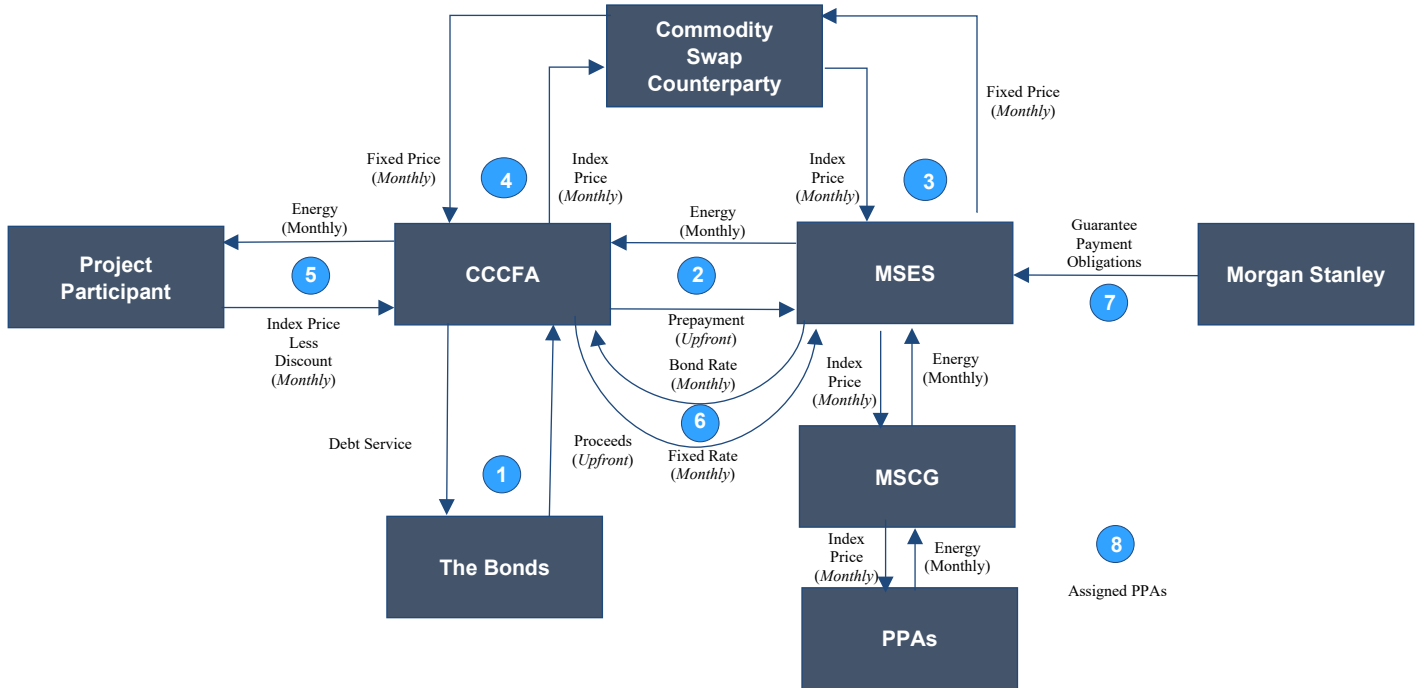 Commodity
Swap
Counterparty
Fixed Price
(Monthly)
Fixed Price
(Monthly)
4
Index
Price
(Monthly)
Index
Price
(Monthly)
3
Energy
(Monthly)
Energy
(Monthly)
Guarantee
Payment
Obligations
Project
Participant
5
CCCFA
2
MSES
7
Morgan Stanley
Index Price
Less
Discount
(Monthly)
Prepayment
(Upfront)
Bond Rate
(Monthly)
Index
Price
(Monthly)
Energy
(Monthly)
6
Debt Service
1
Proceeds
(Upfront)
Fixed Rate
(Monthly)
MSCG
The Bonds
Index
Price
(Monthly)
Energy
(Monthly)
8
Assigned PPAs
PPAs